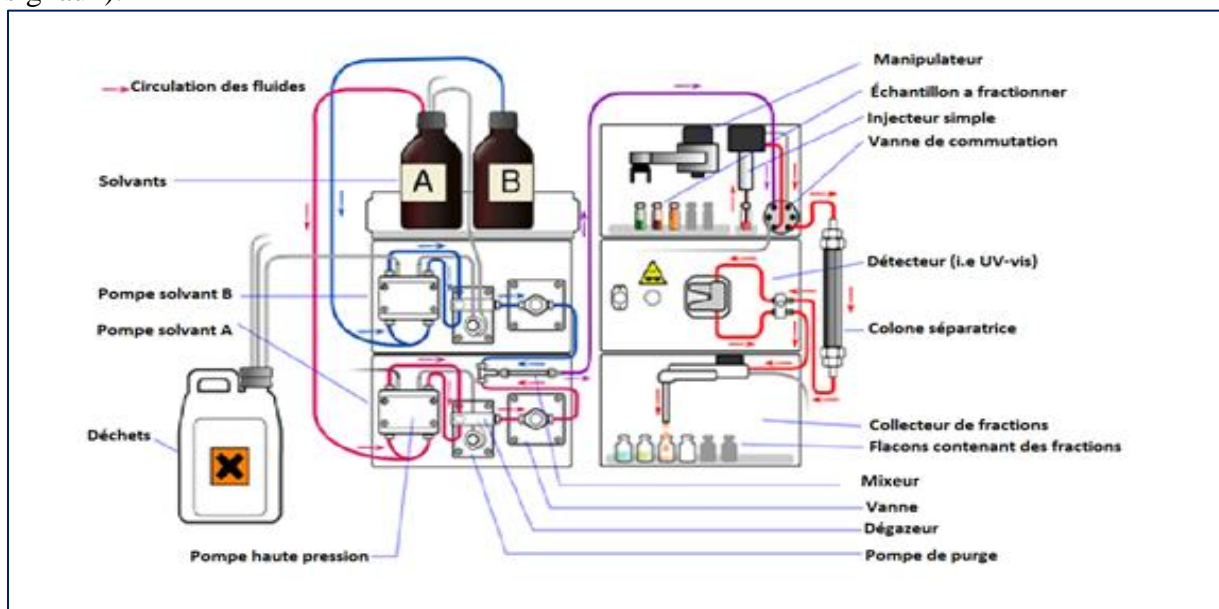 Manipulateur
Circulation des fluides
Échantillon a fractionner
Injecteur simple
Vanne de commutation
Solvants
A
B
Détecteur (i.e UV-vis)
Pompe solvant B
Pompe solvant A
Colone séparatrice
Déchets
Collecteur de fractions
Flacons contenant des fractions
Mixeur
Vanne
Dégazeur
Pompe haute pression
Pompe de purge